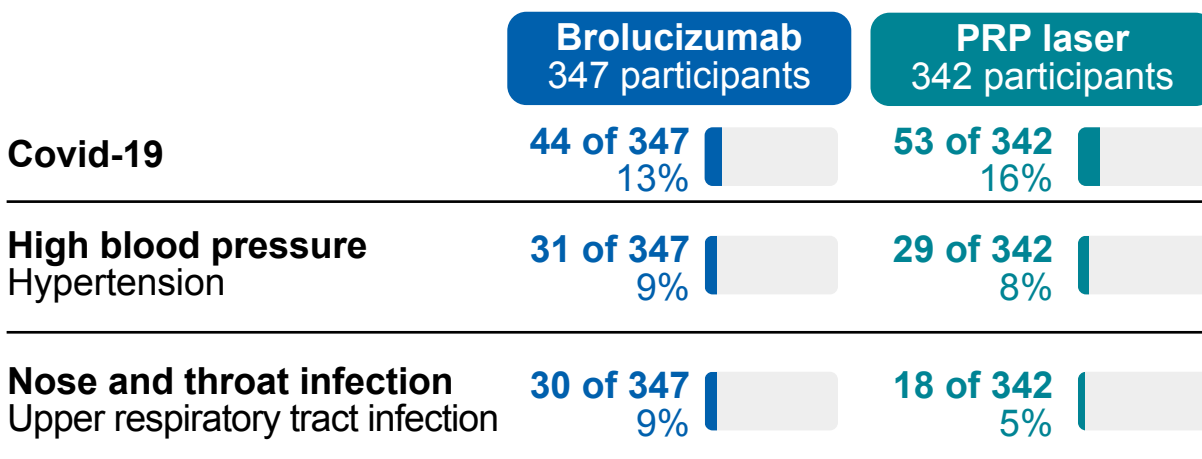 Brolucizumab
347 participants
PRP laser
342 participants
Covid-19
44 of 347
13%
53 of 342
16%
High blood pressure
Hypertension
31 of 347
9%
29 of 342
8%
Nose and throat infection
Upper respiratory tract infection
30 of 347
9%
18 of 342
5%